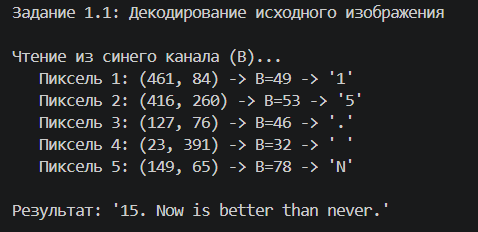 Задание 1.1: Декодирование исходного изображения
Чтение из синего канала (B)...
Пиксель 1: (461, 84) -> B=49 -> '1'
Пиксель 2: (416, 260) -> B=53 -> '5'
Пиксель 3: (127, 76) -> B=46 -> '.'
Пиксель 4: (23, 391) -> B=32 -> ' '
Пиксель 5: (149, 65) -> B=78 -> 'N'
Результат: '15. Now is better than never.'